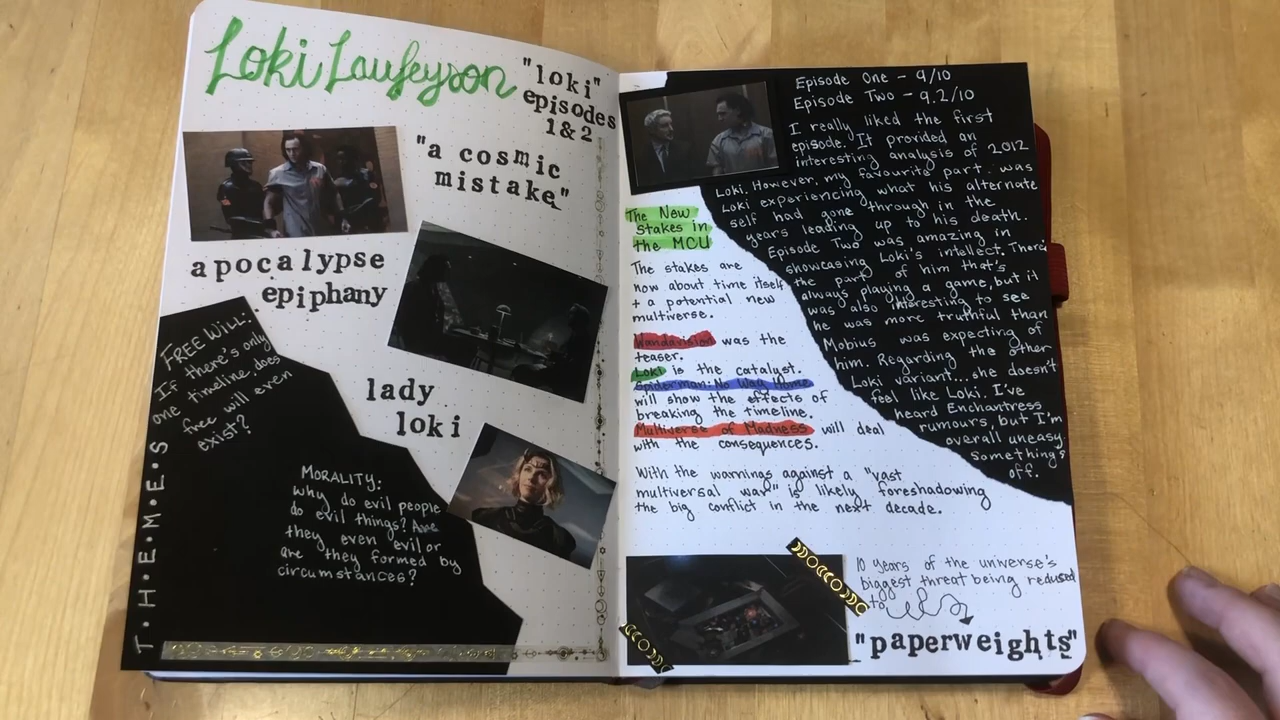 Loki Laufeyson
"loki"
episodes
1&2
"a cosmic
mistake"
apocalypse
epiphany
FREE WILL:
If there's only
one timeline, does
free will even
exist?
lady
loki
MORALITY:
why do evil people
do evil things? Are
they even evil or
are they formed by
circumstances?
T·H·E·M·E·S
Episode One - 9/10
Episode Two - 9.2/10
I really liked the first
episode. It provided an
interesting analysis of 2012
Loki. However, my favourite part was
Loki experiencing what his alternate
self had gone through in the
years leading up to his death.
Episode Two was amazing in
showcasing Loki's intellect. There's
the part of him that's
always playing a game, but it
was also interesting to see
he was more truthful than
Mobius was expecting of
him. Regarding the other
Loki variant...she doesn't
feel like Loki. I've
heard Enchantress
rumours, but I'm
overall uneasy.
something's
off.
The New
stakes in
the MCU
The stakes are
now about time itself
+ a potential new
multiverse.
Wandavision was the
teaser.
Loki is the catalyst.
Spiderman: No Way Home
will show the effects of
breaking the timeline.
Multiverse of Madness will deal
with the consequences.
With the warnings against a "vast
multiversal war" is likely foreshadowing
the big conflict in the next decade.
10 years of the universe's
biggest threat being reduced
to
"paperweights"